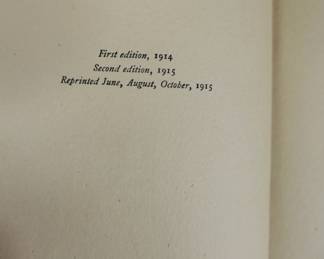 First edition, 1914
Second edition, 1915
Reprinted June, August, October, 1915